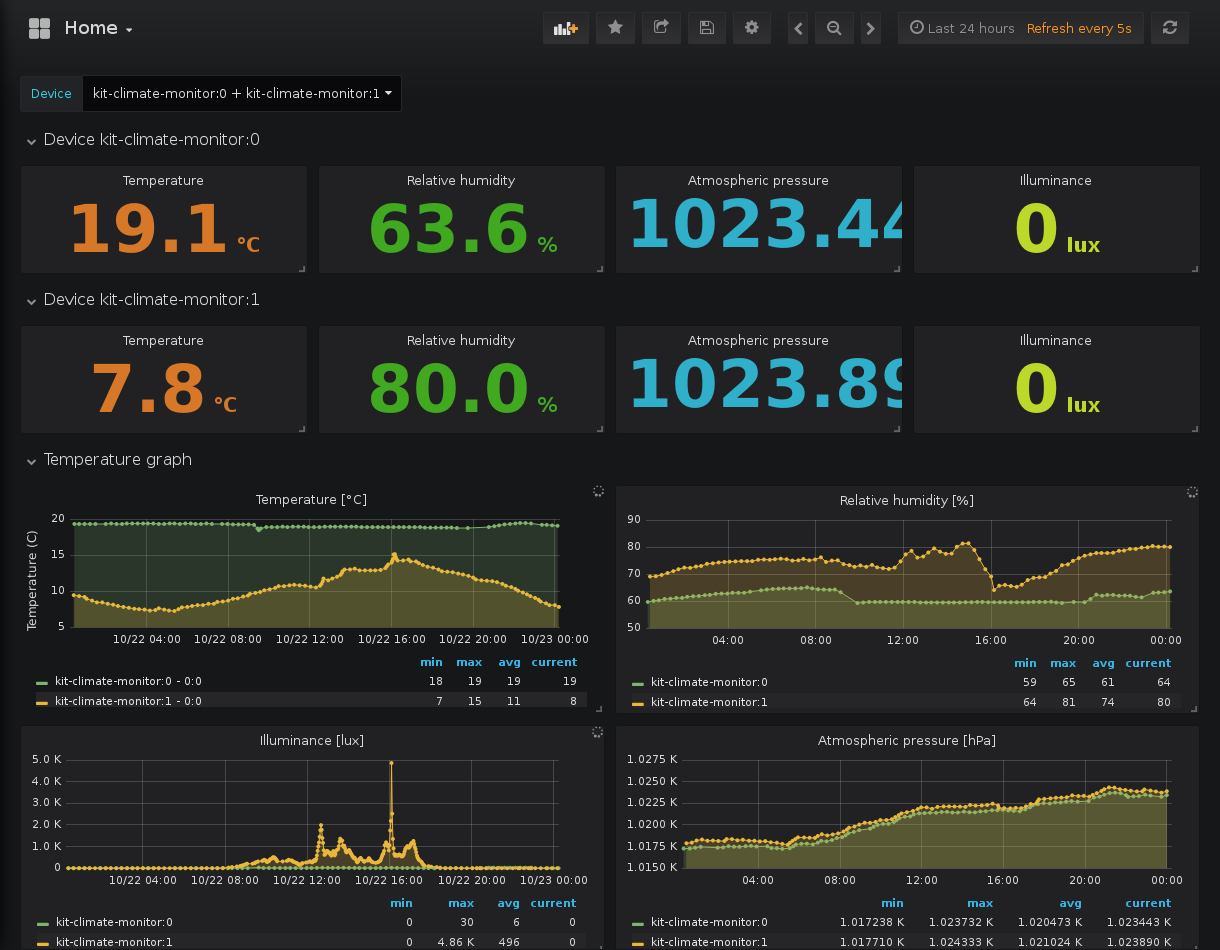 Home
Last 24 hours Refresh every 5s
Device kit-climate-monitor:0 + kit-climate-monitor:1
Device kit-climate-monitor:0
Temperature Relative humidity Atmospheric pressure Illuminance
19.1 °C 63.6 % 1023.44 0 lux
Device kit-climate-monitor:1
Temperature Relative humidity Atmospheric pressure Illuminance
7.8 °C 80.0 % 1023.89 0 lux
Temperature graph
Temperature [°C]
Temperature (C)
20
15
10
5
10/22 04:00 10/22 08:00 10/22 12:00 10/22 16:00 10/22 20:00 10/23 00:00
min max avg current
kit-climate-monitor:0 - 0:0 18 19 19 19
kit-climate-monitor:1 - 0:0 7 15 11 8
Relative humidity [%]
90
80
70
60
50
04:00 08:00 12:00 16:00 20:00 00:00
min max avg current
kit-climate-monitor:0 59 65 61 64
kit-climate-monitor:1 64 81 74 80
Illuminance [lux]
5.0 K
4.0 K
3.0 K
2.0 K
1.0 K
0
10/22 04:00 10/22 08:00 10/22 12:00 10/22 16:00 10/22 20:00 10/23 00:00
min max avg current
kit-climate-monitor:0 0 30 6 0
kit-climate-monitor:1 0 4.86 K 496 0
Atmospheric pressure [hPa]
1.0275 K
1.0250 K
1.0225 K
1.0200 K
1.0175 K
1.0150 K
04:00 08:00 12:00 16:00 20:00 00:00
min max avg current
kit-climate-monitor:0 1.017238 K 1.023732 K 1.020473 K 1.023443 K
kit-climate-monitor:1 1.017710 K 1.024333 K 1.021024 K 1.023890 K